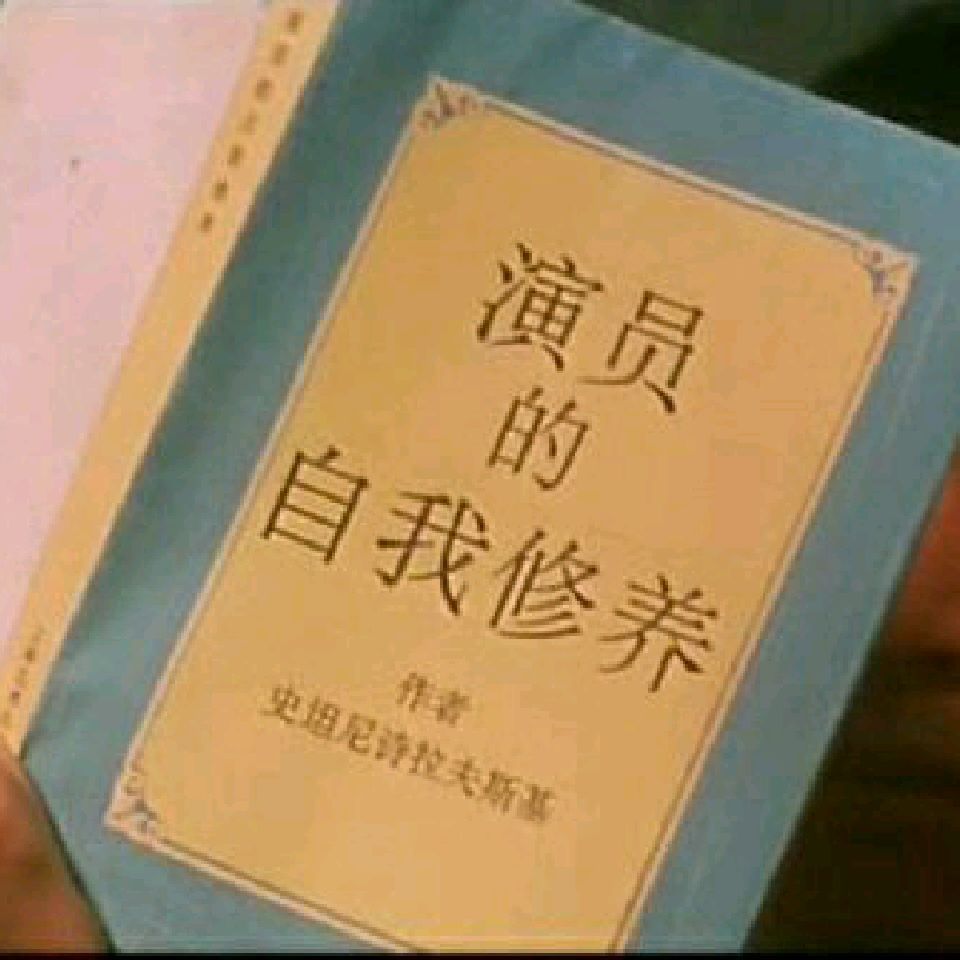 演员
的
自我修养
作者
史坦尼诗拉夫斯基